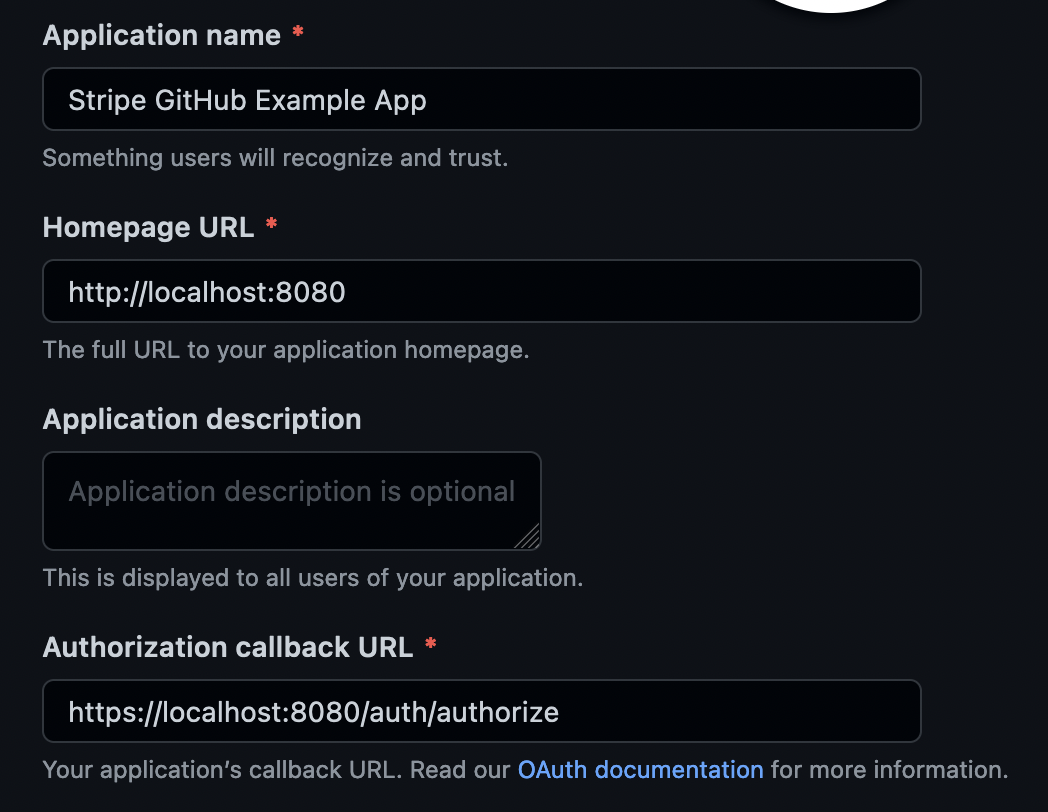 Application name *
Stripe GitHub Example App
Something users will recognize and trust.
Homepage URL *
http://localhost:8080
The full URL to your application homepage.
Application description
Application description is optional
This is displayed to all users of your application.
Authorization callback URL *
https://localhost:8080/auth/authorize
Your application’s callback URL. Read our OAuth documentation for more information.